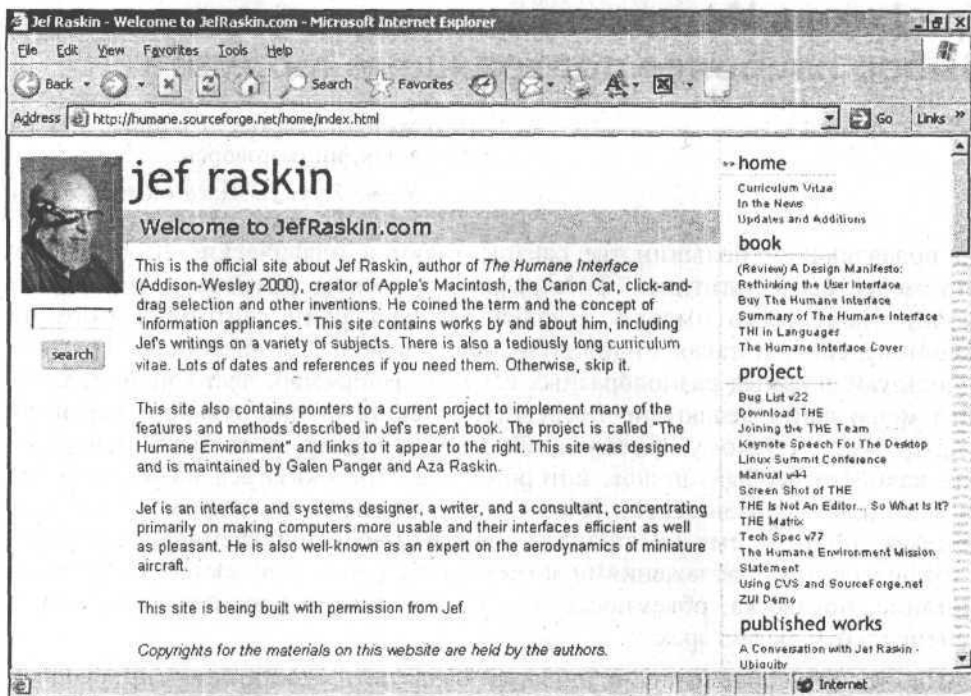 Jef Raskin - Welcome to JefRaskin.com - Microsoft Internet Explorer
File Edit View Favorites Tools Help
Back Search Favorites
Address http://humane.sourceforge.net/home/index.html Go Links »
jef raskin
Welcome to JefRaskin.com
This is the official site about Jef Raskin, author of The Humane Interface
(Addison-Wesley 2000), creator of Apple's Macintosh, the Canon Cat, click-and-
drag selection and other inventions. He coined the term and the concept of
"information appliances." This site contains works by and about him, including
Jef's writings on a variety of subjects. There is also a tediously long curriculum
vitae. Lots of dates and references if you need them. Otherwise, skip it.
This site also contains pointers to a current project to implement many of the
features and methods described in Jef's recent book. The project is called "The
Humane Environment" and links to it appear to the right. This site was designed
and is maintained by Galen Panger and Aza Raskin.
Jef is an interface and systems designer, a writer, and a consultant, concentrating
primarily on making computers more usable and their interfaces efficient as well
as pleasant. He is also well-known as an expert on the aerodynamics of miniature
aircraft.
This site is being built with permission from Jef.
Copyrights for the materials on this website are held by the authors.
search
›› home
Curriculum Vitae
In the News
Updates and Additions
book
(Review) A Design Manifesto:
Rethinking the User Interface
Buy The Humane Interface
Summary of The Humane Interface
THI in Languages
The Humane Interface Cover
project
Bug List v22
Download THE
Joining the THE Team
Keynote Speech For The Desktop
Linux Summit Conference
Manual v44
Screen Shot of THE
THE Is Not An Editor... So What Is It?
THE Matrix
Tech Spec v77
The Humane Environment Mission
Statement
Using CVS and SourceForge.net
ZUI Demo
published works
A Conversation with Jef Raskin -
Ubiquity
Internet